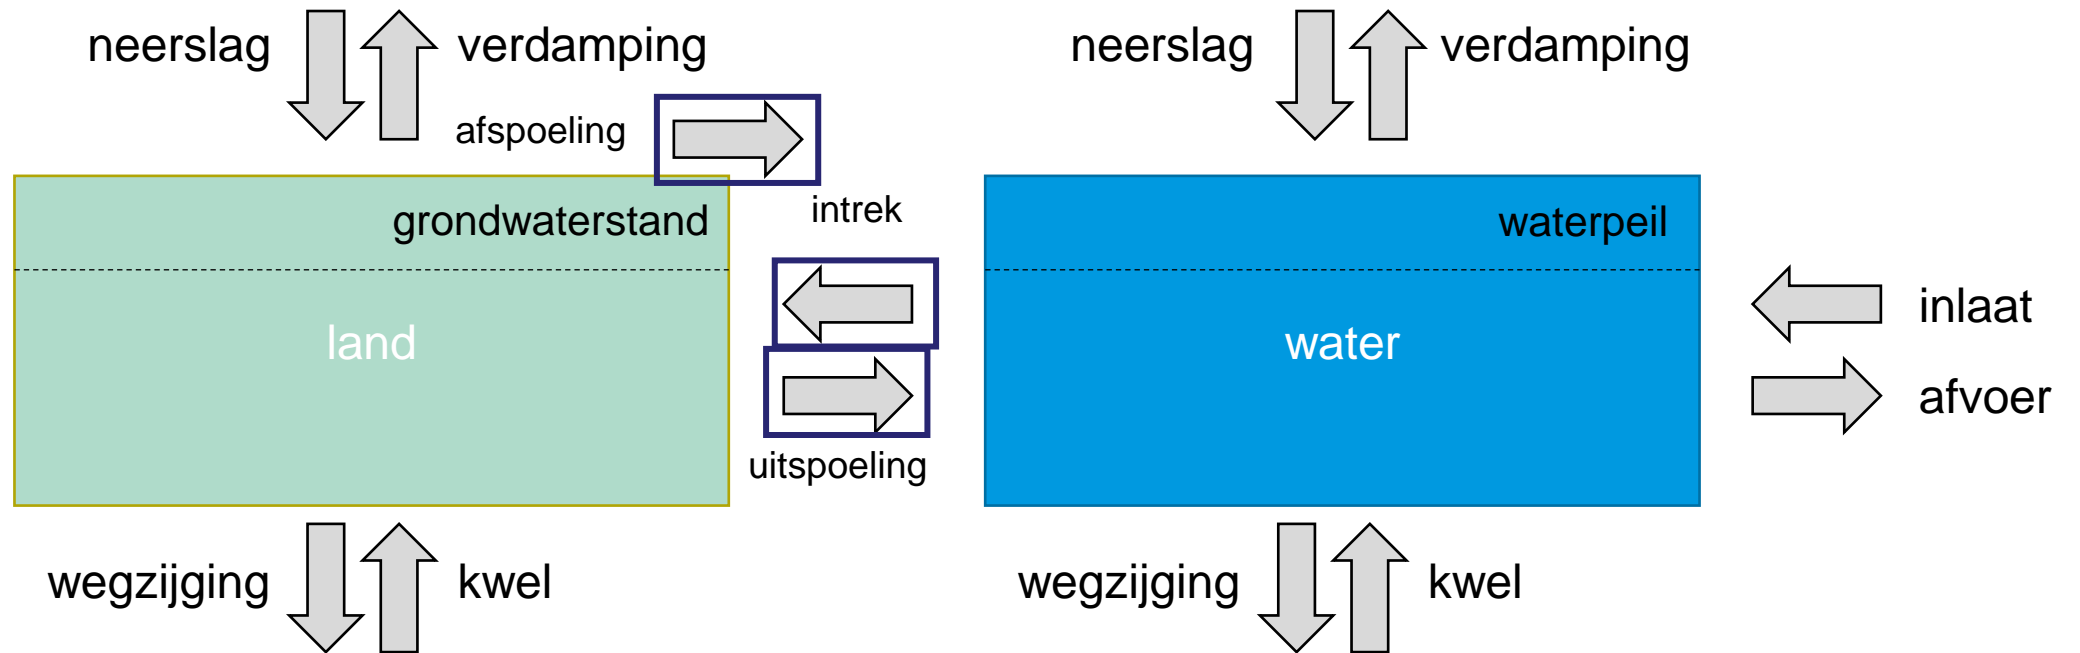 neerslag
verdamping
afspoeling
grondwaterstand
land
intrek
uitspoeling
wegzijging
kwel
neerslag
verdamping
waterpeil
water
inlaat
afvoer
wegzijging
kwel